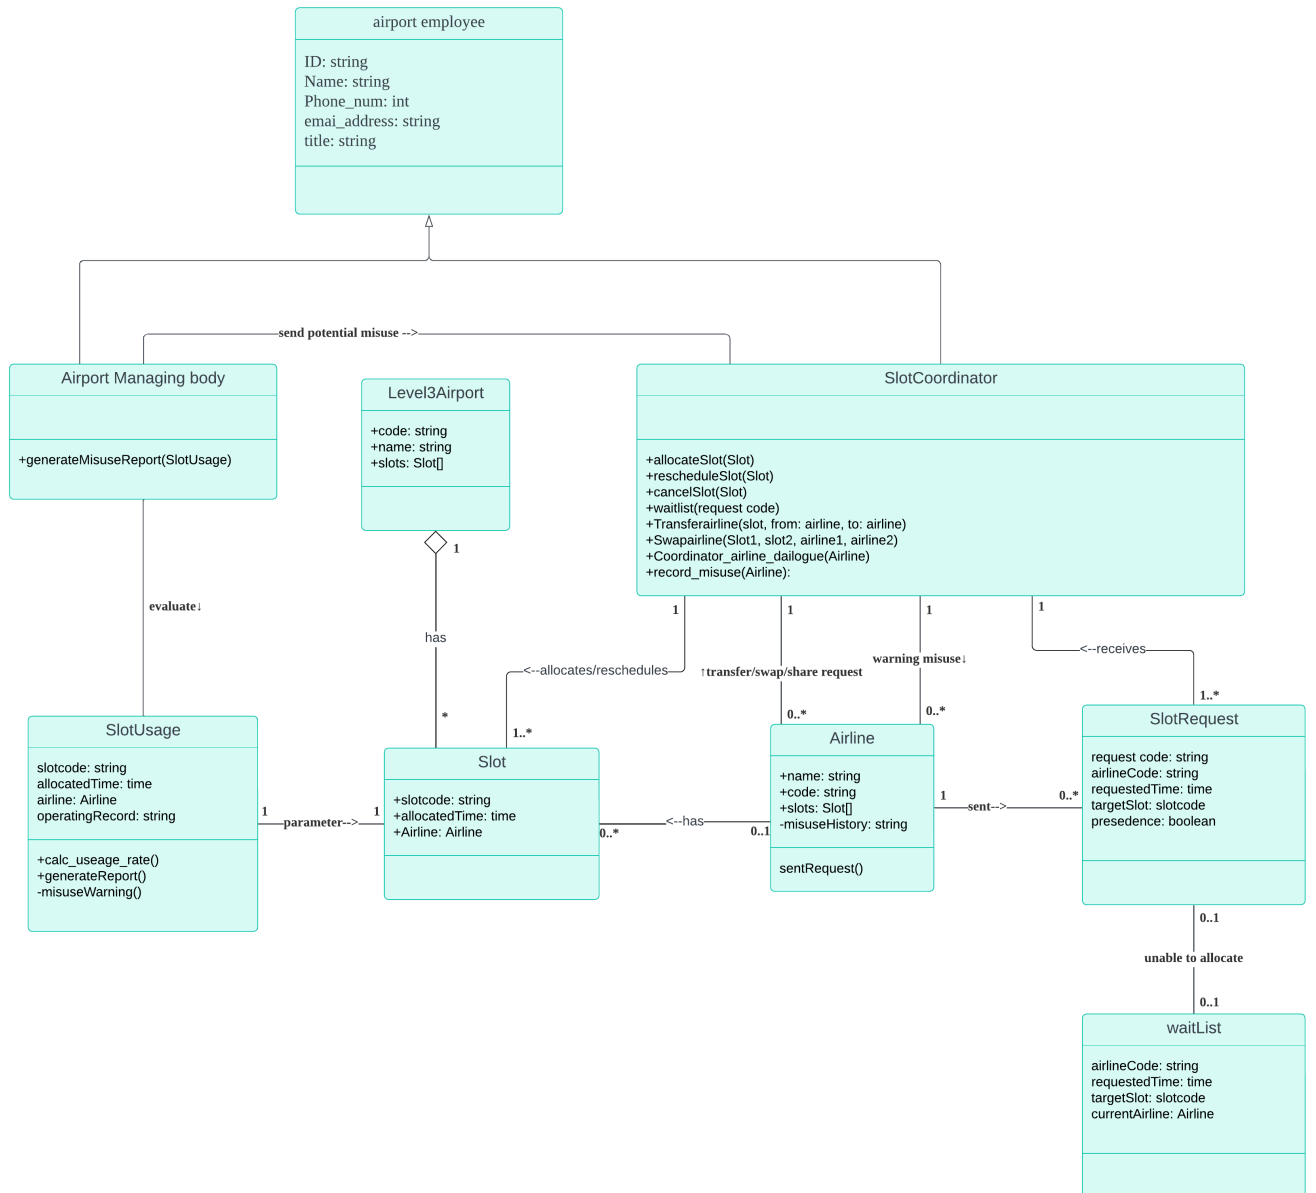 airport employee
ID: string
Name: string
Phone_num: int
emai_address: string
title: string
send potential misuse -->
Airport Managing body
+generateMisuseReport(SlotUsage)
Level3Airport
+code: string
+name: string
+slots: Slot[]
SlotCoordinator
+allocateSlot(Slot)
+rescheduleSlot(Slot)
+cancelSlot(Slot)
+waitlist(request code)
+Transferairline(slot, from: airline, to: airline)
+Swapairline(Slot1, slot2, airline1, airline2)
+Coordinator_airline_dailogue(Airline)
+record_misuse(Airline):
1
1
1
1
1
evaluate↓
has
<--allocates/reschedules
↑transfer/swap/share request
warning misuse↓
<--receives
*
1..*
0..*
0..*
1..*
SlotUsage
slotcode: string
allocatedTime: time
airline: Airline
operatingRecord: string
+calc_useage_rate()
+generateReport()
-misuseWarning()
1
parameter-->
1
Slot
+slotcode: string
+allocatedTime: time
+Airline: Airline
0..*
<--has
0..1
Airline
+name: string
+code: string
+slots: Slot[]
-misuseHistory: string
sentRequest()
1
sent-->
0..*
SlotRequest
request code: string
airlineCode: string
requestedTime: time
targetSlot: slotcode
presedence: boolean
0..1
unable to allocate
0..1
waitList
airlineCode: string
requestedTime: time
targetSlot: slotcode
currentAirline: Airline